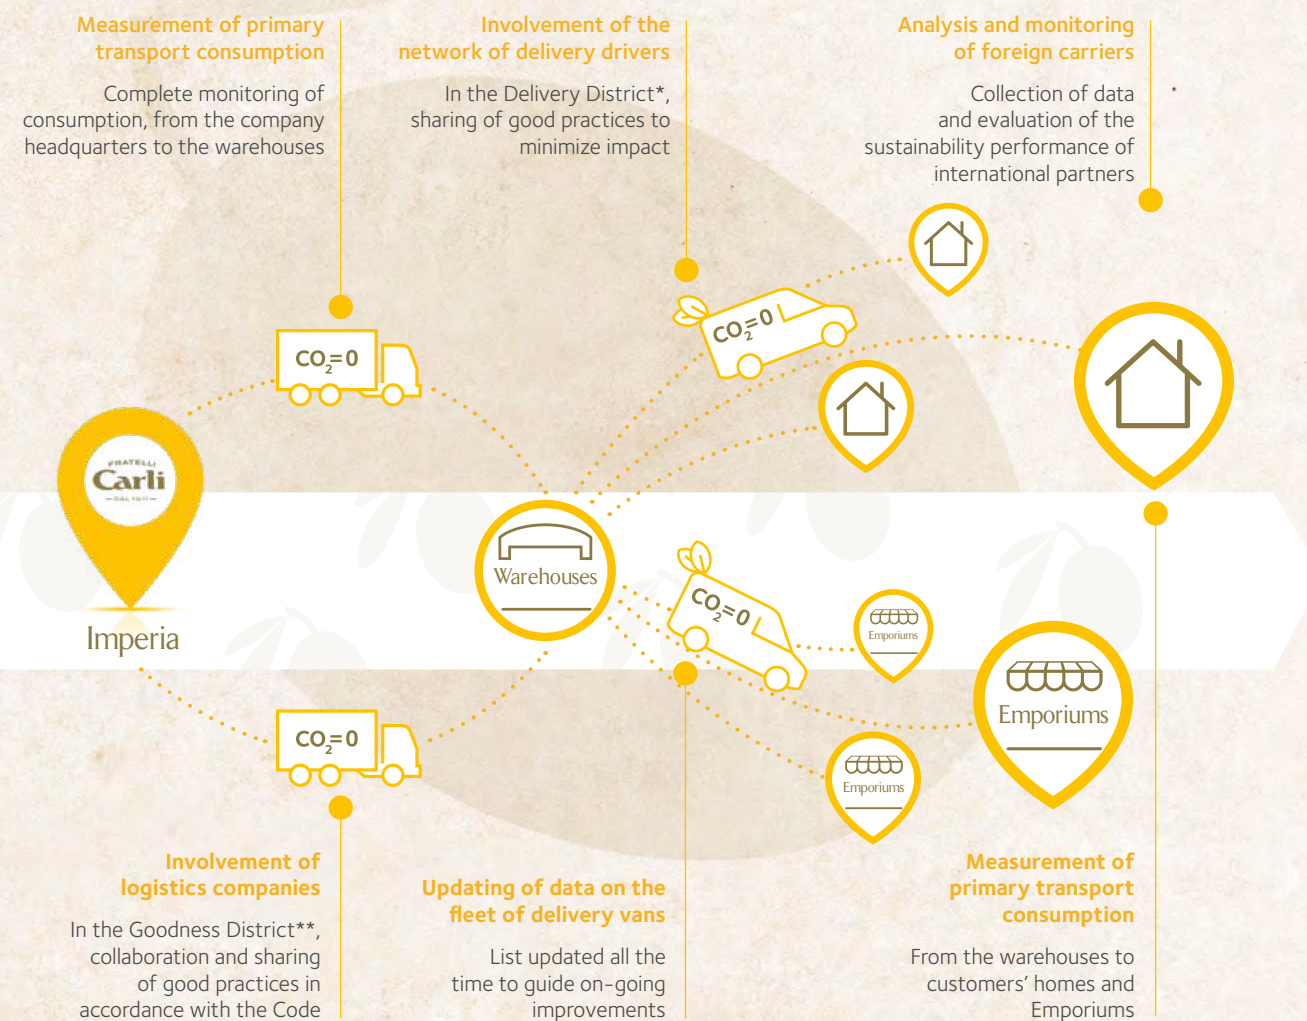 Measurement of primary
transport consumption
Complete monitoring of
consumption, from the company
headquarters to the warehouses
Involvement of the
network of delivery drivers
In the Delivery District*,
sharing of good practices to
minimize impact
Analysis and monitoring
of foreign carriers
Collection of data
and evaluation of the
sustainability performance of
international partners
CO2=0
CO2=0
FRATELLI
Carli
DAL 1911
Imperia
Warehouses
CO2=0
Emporiums
Emporiums
Emporiums
CO2=0
Involvement of
logistics companies
In the Goodness District**,
collaboration and sharing
of good practices in
accordance with the Code
Updating of data on the
fleet of delivery vans
List updated all the
time to guide on-going
improvements
Measurement of
primary transport
consumption
From the warehouses to
customers' homes and
Emporiums